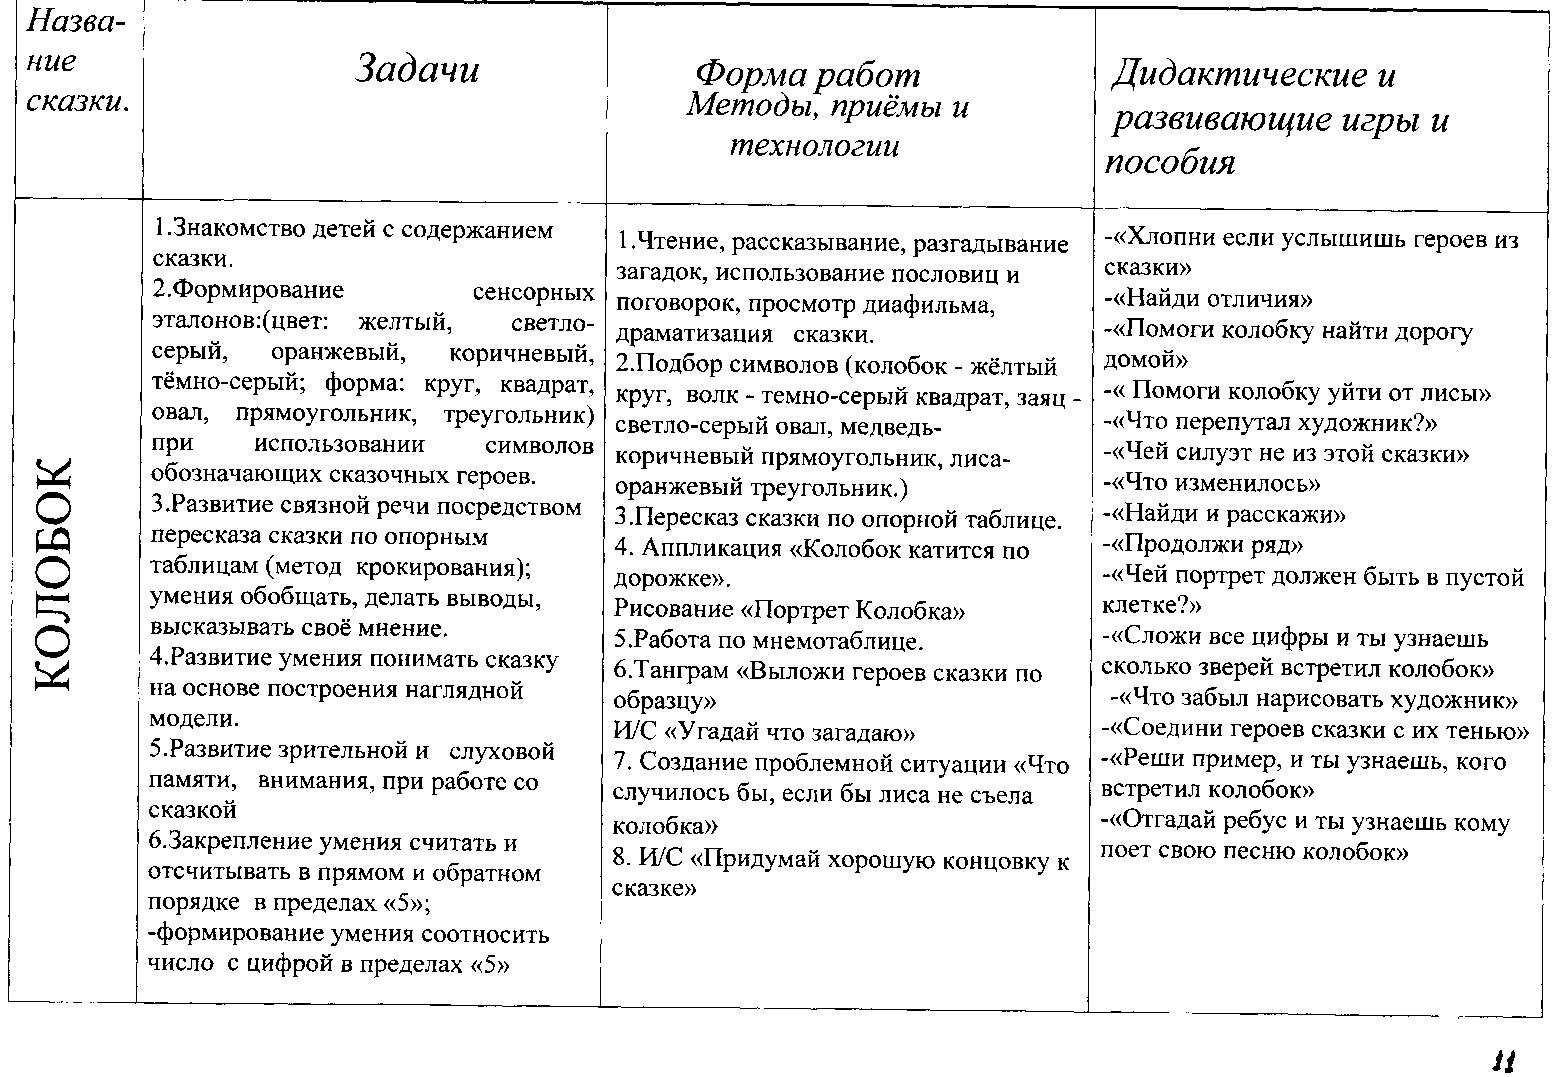 Назва-
ние
сказки.
Задачи
Форма работ
Методы, приёмы и
технологии
Дидактические и
развивающие игры и
пособия
КОЛОБОК
1.Знакомство детей с содержанием
сказки.
2.Формирование сенсорных
эталонов:(цвет: желтый, светло-
серый, оранжевый, коричневый,
тёмно-серый; форма: круг, квадрат,
овал, прямоугольник, треугольник)
при использовании символов
обозначающих сказочных героев.
3.Развитие связной речи посредством
пересказа сказки по опорным
таблицам (метод крокирования);
умения обобщать, делать выводы,
высказывать своё мнение.
4.Развитие умения понимать сказку
на основе построения наглядной
модели.
5.Развитие зрительной и слуховой
памяти, внимания, при работе со
сказкой
6.Закрепление умения считать и
отсчитывать в прямом и обратном
порядке в пределах «5»;
-формирование умения соотносить
число с цифрой в пределах «5»
1.Чтение, рассказывание, разгадывание
загадок, использование пословиц и
поговорок, просмотр диафильма,
драматизация сказки.
2.Подбор символов (колобок - жёлтый
круг, волк - темно-серый квадрат, заяц -
светло-серый овал, медведь-
коричневый прямоугольник, лиса-
оранжевый треугольник.)
3.Пересказ сказки по опорной таблице.
4. Аппликация «Колобок катится по
дорожке».
Рисование «Портрет Колобка»
5.Работа по мнемотаблице.
6.Танграм «Выложи героев сказки по
образцу»
И/С «Угадай что загадаю»
7. Создание проблемной ситуации «Что
случилось бы, если бы лиса не съела
колобка»
8. И/С «Придумай хорошую концовку к
сказке»
-«Хлопни если услышишь героев из
сказки»
-«Найди отличия»
-«Помоги колобку найти дорогу
домой»
-« Помоги колобку уйти от лисы»
-«Что перепутал художник?»
-«Чей силуэт не из этой сказки»
-«Что изменилось»
-«Найди и расскажи»
-«Продолжи ряд»
-«Чей портрет должен быть в пустой
клетке?»
-«Сложи все цифры и ты узнаешь
сколько зверей встретил колобок»
-«Что забыл нарисовать художник»
-«Соедини героев сказки с их тенью»
-«Реши пример, и ты узнаешь, кого
встретил колобок»
-«Отгадай ребус и ты узнаешь кому
поет свою песню колобок»
11